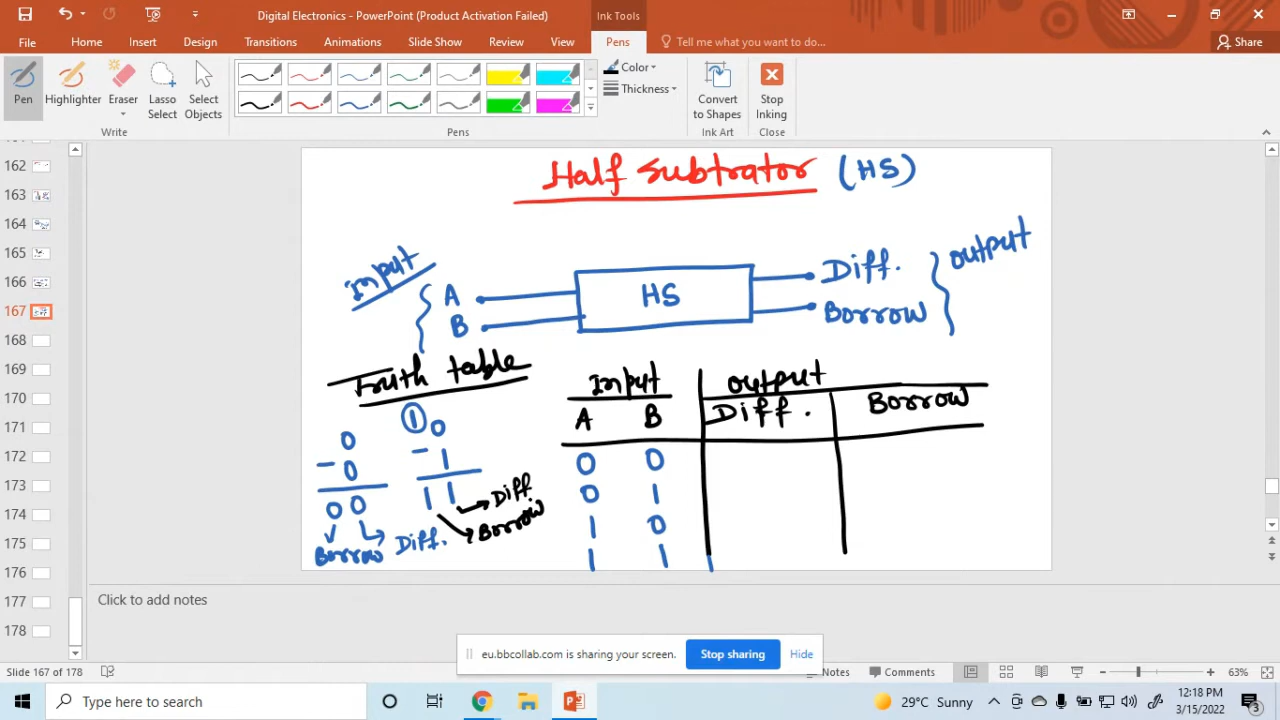 Digital Electronics - PowerPoint (Product Activation Failed)
Ink Tools
File Home Insert Design Transitions Animations Slide Show Review View Pens Tell me what you want to do... Share
Pen Highlighter Eraser Lasso Select Select Objects
Color Thickness
Convert to Shapes Stop Inking
Write Pens Ink Art Close
162
163
164
165
166
167
168
169
170
171
172
173
174
175
176
177
178
Half Subtrator (HS)
Input
A
B
HS
Diff.
Borrow
Output
Truth table
0
- 0
0 0
Borrow Diff.
1 0
- 1
1 1
Diff
Borrow
Input Output
A B Diff. Borrow
0 0
0 1
1 0
1 1
Click to add notes
eu.bbcollab.com is sharing your screen. Stop sharing Hide
Slide 167 of 178 Notes Comments 63%
Type here to search
29°C Sunny
12:18 PM
3/15/2022
3